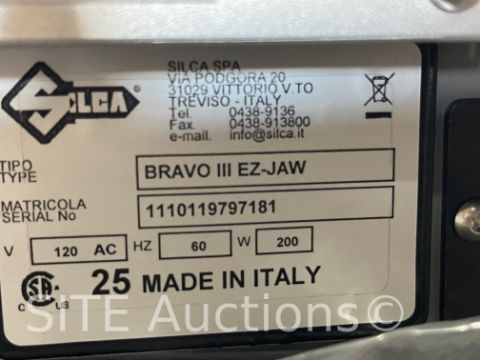 SILCA®
SILCA SPA
VIA PODGORA 20
31029 VITTORIO V.TO
TREVISO - ITALY
Tel. 0438-9136
Fax. 0438-913800
e-mail. info@silca.it
TIPO
TYPE
BRAVO III EZ-JAW
MATRICOLA
SERIAL No
1110119797181
V 120 AC HZ 60 W 200
C SA US 25 MADE IN ITALY
SITE Auctions©